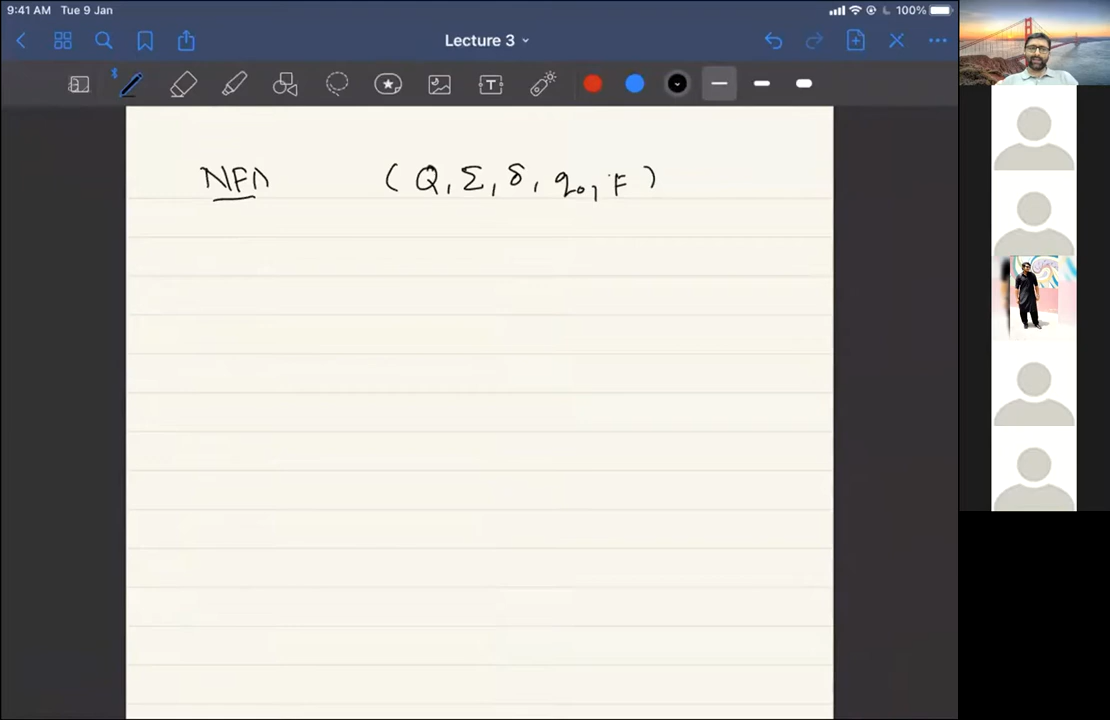 9:41 AM Tue 9 Jan 100%
Lecture 3
T
NFA ( Q, Σ, δ, q₀, F )